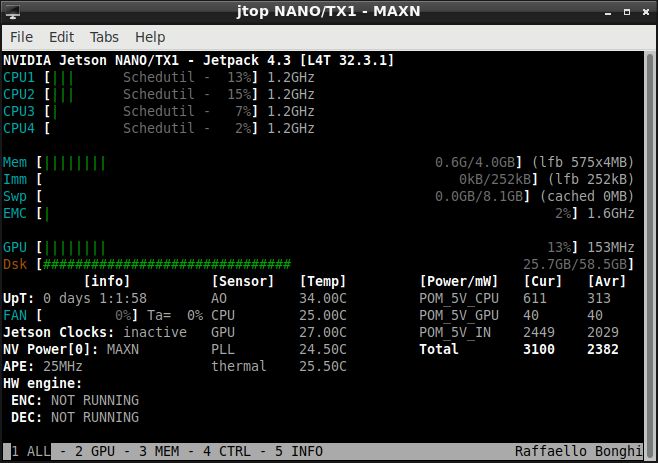 jtop NANO/TX1 - MAXN
File Edit Tabs Help
NVIDIA Jetson NANO/TX1 - Jetpack 4.3 [L4T 32.3.1]
CPU1 [||| Schedutil - 13%] 1.2GHz
CPU2 [||| Schedutil - 15%] 1.2GHz
CPU3 [| Schedutil - 7%] 1.2GHz
CPU4 [ Schedutil - 2%] 1.2GHz
Mem [|||||||| 0.6G/4.0GB] (lfb 575x4MB)
Imm [ 0kB/252kB] (lfb 252kB)
Swp [ 0.0GB/8.1GB] (cached 0MB)
EMC [| 2%] 1.6GHz
GPU [|||||||| 13%] 153MHz
Dsk [############################### 25.7GB/58.5GB]
[info] [Sensor] [Temp] [Power/mW] [Cur] [Avr]
UpT: 0 days 1:1:58 AO 34.00C POM_5V_CPU 611 313
FAN [ 0%] Ta= 0% CPU 25.00C POM_5V_GPU 40 40
Jetson Clocks: inactive GPU 27.00C POM_5V_IN 2449 2029
NV Power[0]: MAXN PLL 24.50C Total 3100 2382
APE: 25MHz thermal 25.50C
HW engine:
ENC: NOT RUNNING
DEC: NOT RUNNING
1 ALL - 2 GPU - 3 MEM - 4 CTRL - 5 INFO Raffaello Bonghi